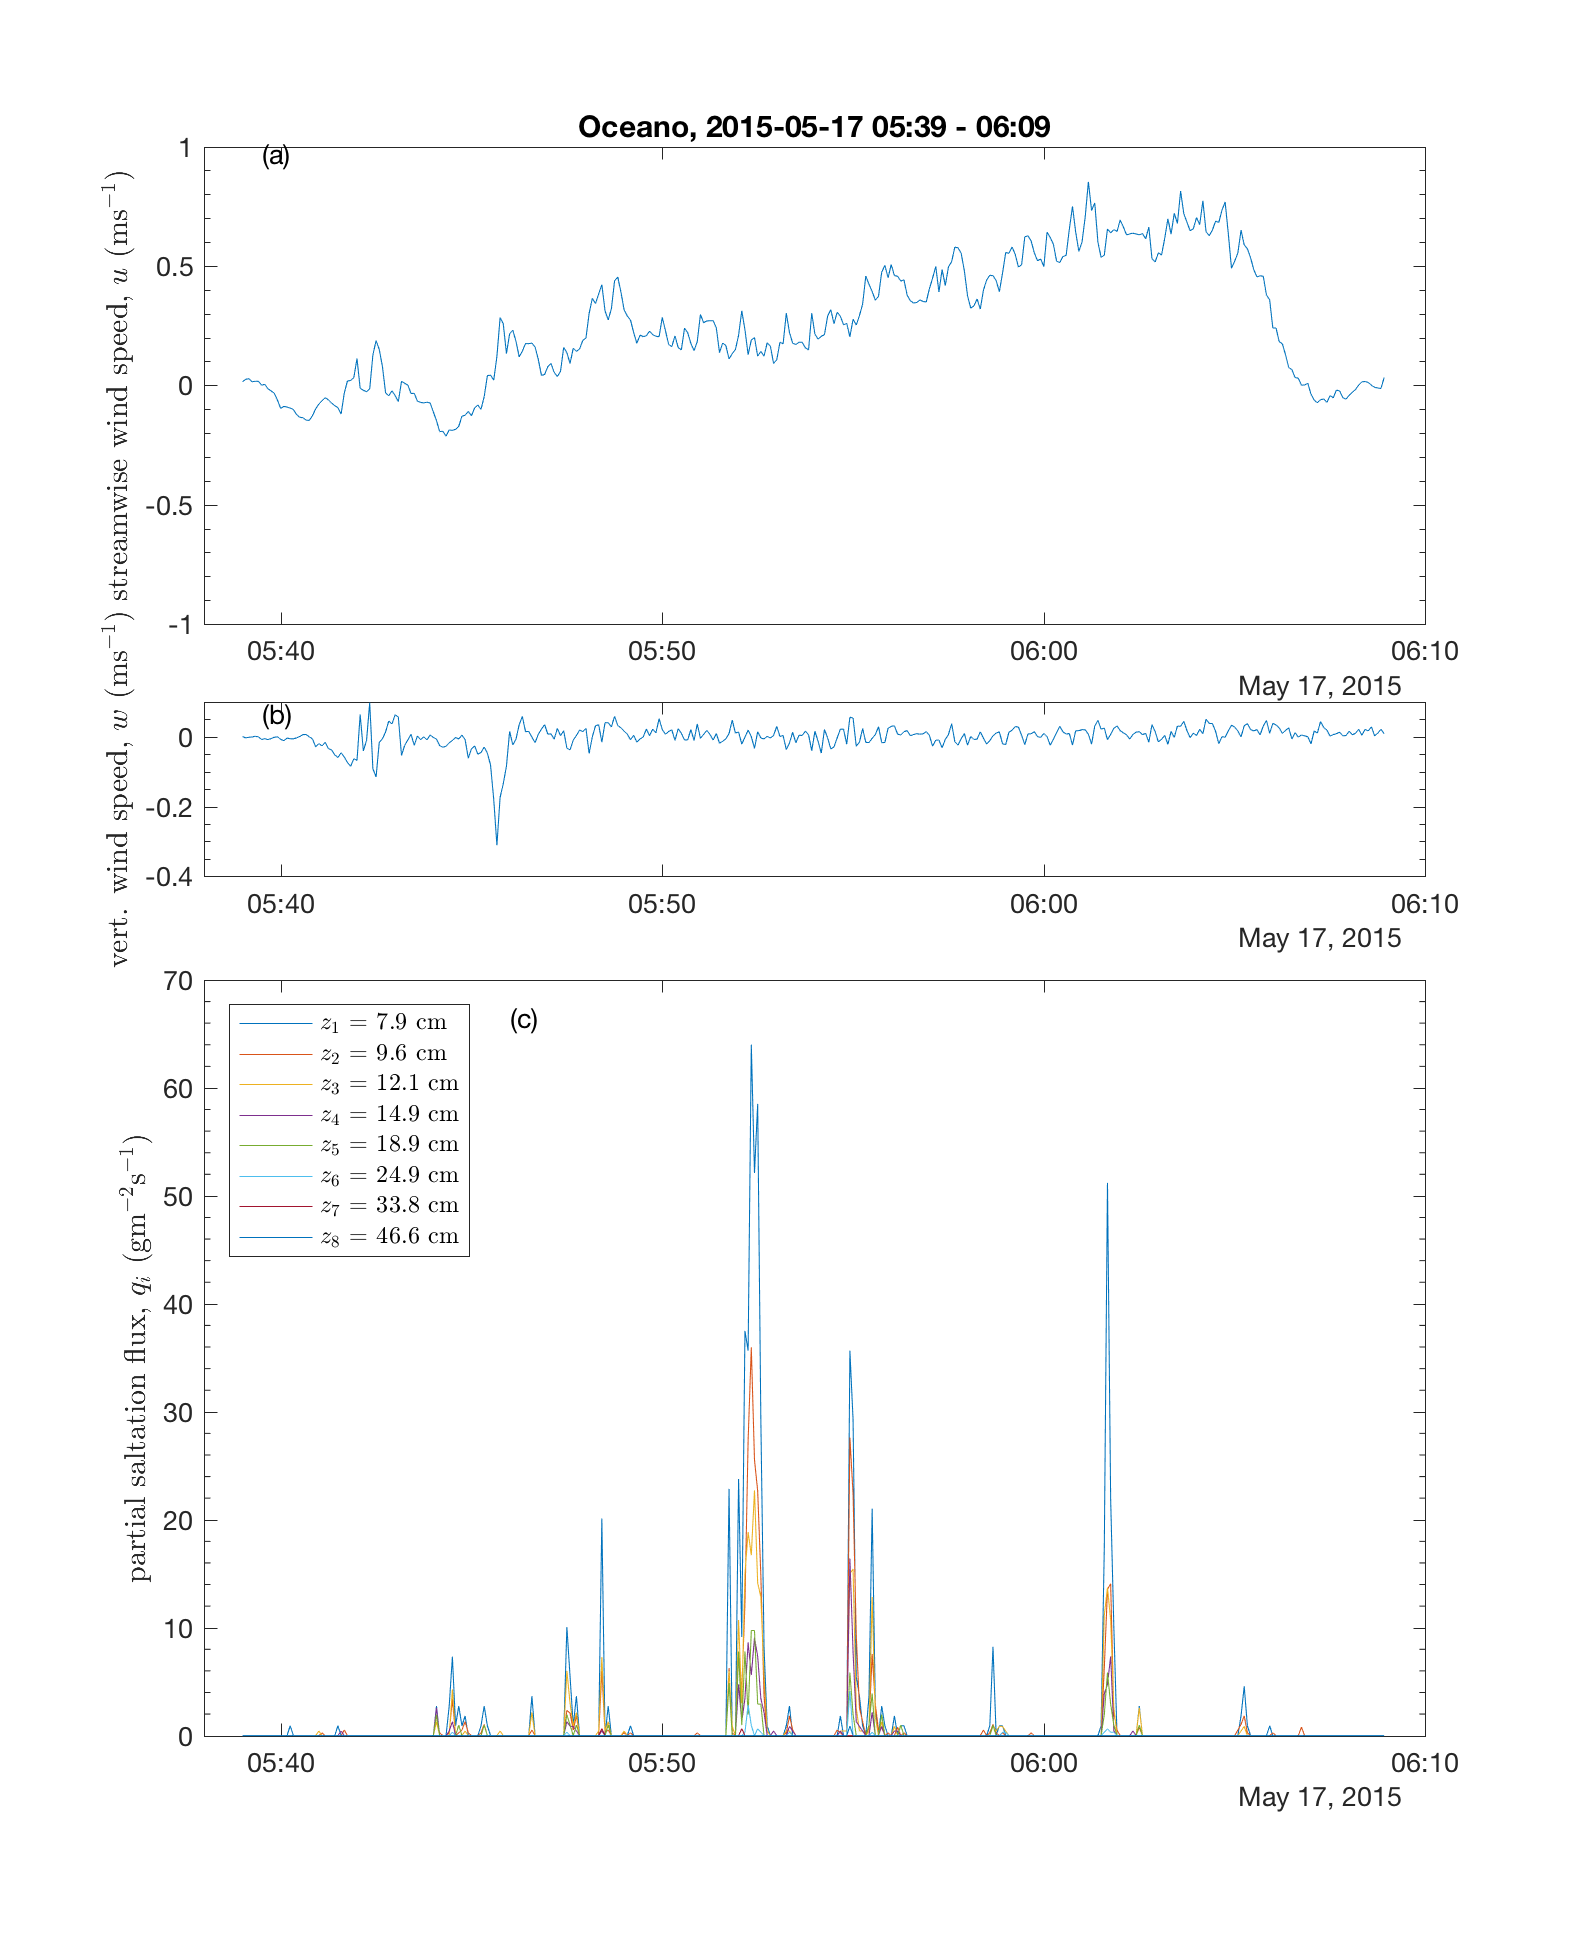 Oceano, 2015-05-17 05:39 - 06:09
(a)
streamwise wind speed, u (ms⁻¹)
1
0.5
0
-0.5
-1
05:40 05:50 06:00 06:10
May 17, 2015
(b)
vert. wind speed, w (ms⁻¹)
0
-0.2
-0.4
05:40 05:50 06:00 06:10
May 17, 2015
(c)
partial saltation flux, qᵢ (gm⁻²s⁻¹)
70
60
50
40
30
20
10
0
z₁ = 7.9 cm
z₂ = 9.6 cm
z₃ = 12.1 cm
z₄ = 14.9 cm
z₅ = 18.9 cm
z₆ = 24.9 cm
z₇ = 33.8 cm
z₈ = 46.6 cm
05:40 05:50 06:00 06:10
May 17, 2015